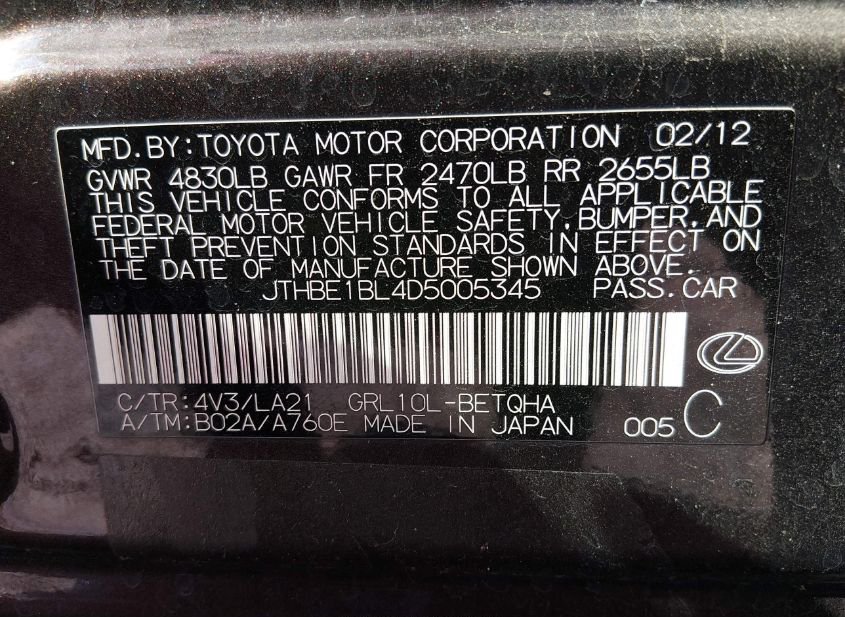 MFD.BY:TOYOTA MOTOR CORPORATION 02/12
GVWR 4830LB GAWR FR 2470LB RR 2655LB
THIS VEHICLE CONFORMS TO ALL APPLICABLE
FEDERAL MOTOR VEHICLE SAFETY,BUMPER,AND
THEFT PREVENTION STANDARDS IN EFFECT ON
THE DATE OF MANUFACTURE SHOWN ABOVE.
JTHBE1BL4D5005345 PASS.CAR
C/TR:4V3/LA21 GRL10L-BETQHA
A/TM:B02A/A760E MADE IN JAPAN 005 C